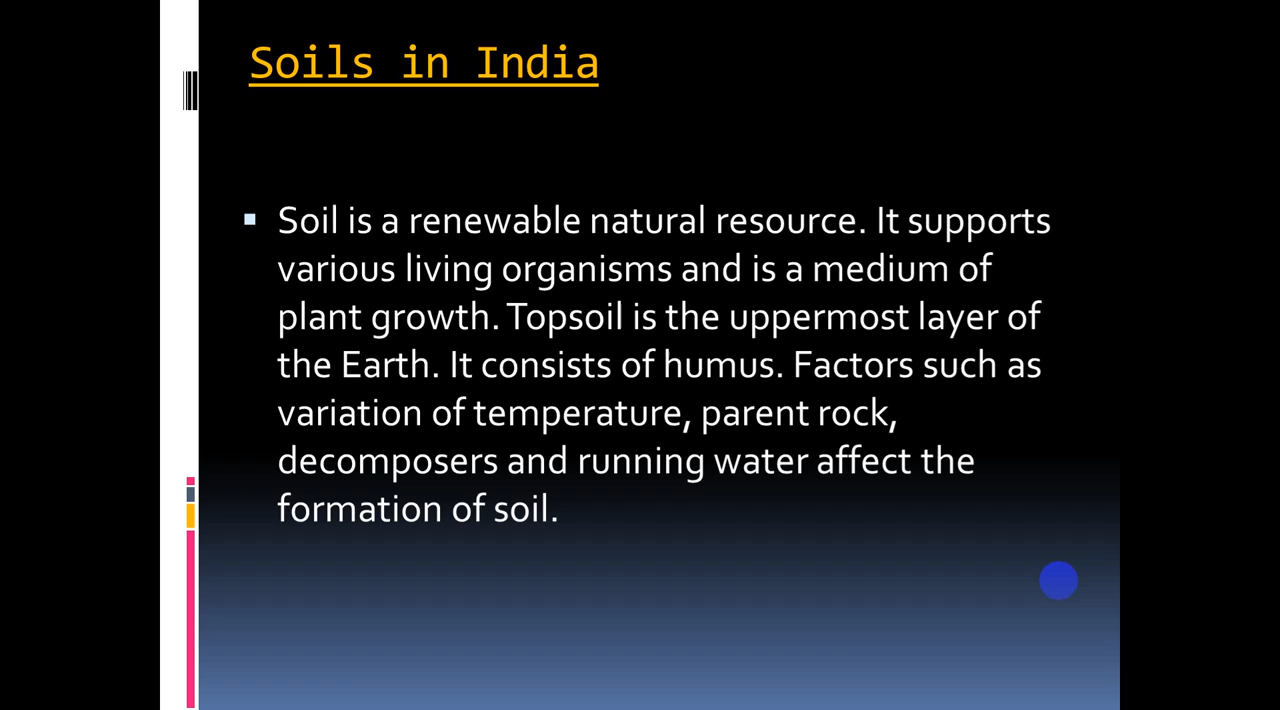 Soils in India
Soil is a renewable natural resource. It supports
various living organisms and is a medium of
plant growth. Topsoil is the uppermost layer of
the Earth. It consists of humus. Factors such as
variation of temperature, parent rock,
decomposers and running water affect the
formation of soil.